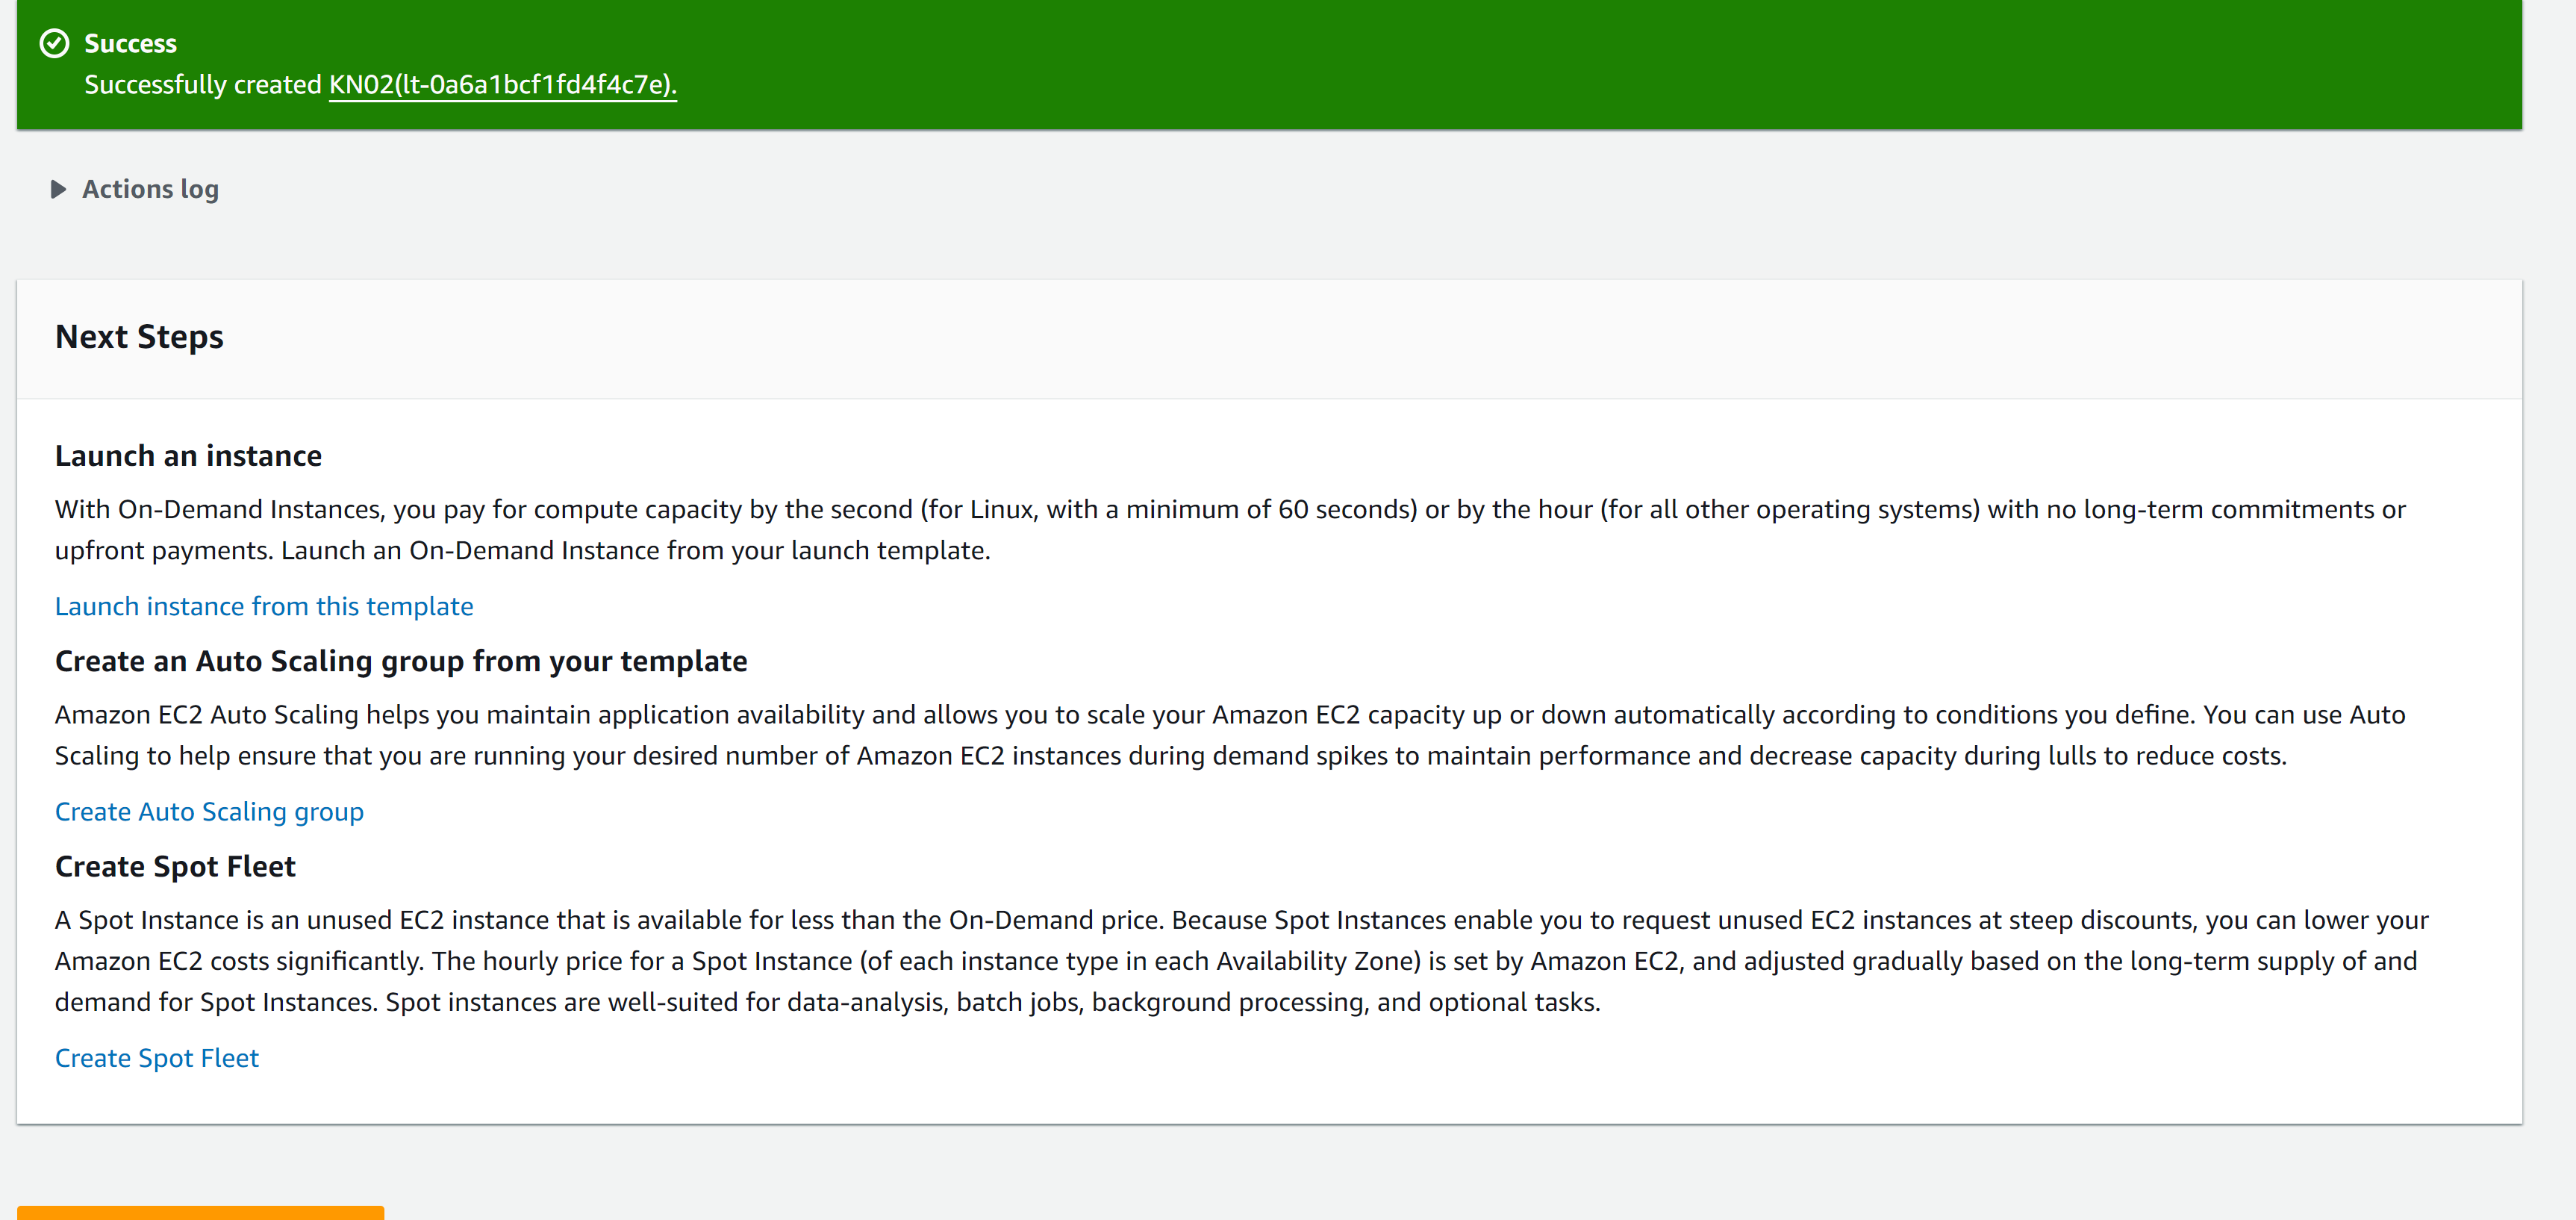 Success
Successfully created KN02(lt-0a6a1bcf1fd4f4c7e).
Actions log
Next Steps
Launch an instance
With On-Demand Instances, you pay for compute capacity by the second (for Linux, with a minimum of 60 seconds) or by the hour (for all other operating systems) with no long-term commitments or
upfront payments. Launch an On-Demand Instance from your launch template.
Launch instance from this template
Create an Auto Scaling group from your template
Amazon EC2 Auto Scaling helps you maintain application availability and allows you to scale your Amazon EC2 capacity up or down automatically according to conditions you define. You can use Auto
Scaling to help ensure that you are running your desired number of Amazon EC2 instances during demand spikes to maintain performance and decrease capacity during lulls to reduce costs.
Create Auto Scaling group
Create Spot Fleet
A Spot Instance is an unused EC2 instance that is available for less than the On-Demand price. Because Spot Instances enable you to request unused EC2 instances at steep discounts, you can lower your
Amazon EC2 costs significantly. The hourly price for a Spot Instance (of each instance type in each Availability Zone) is set by Amazon EC2, and adjusted gradually based on the long-term supply of and
demand for Spot Instances. Spot instances are well-suited for data-analysis, batch jobs, background processing, and optional tasks.
Create Spot Fleet